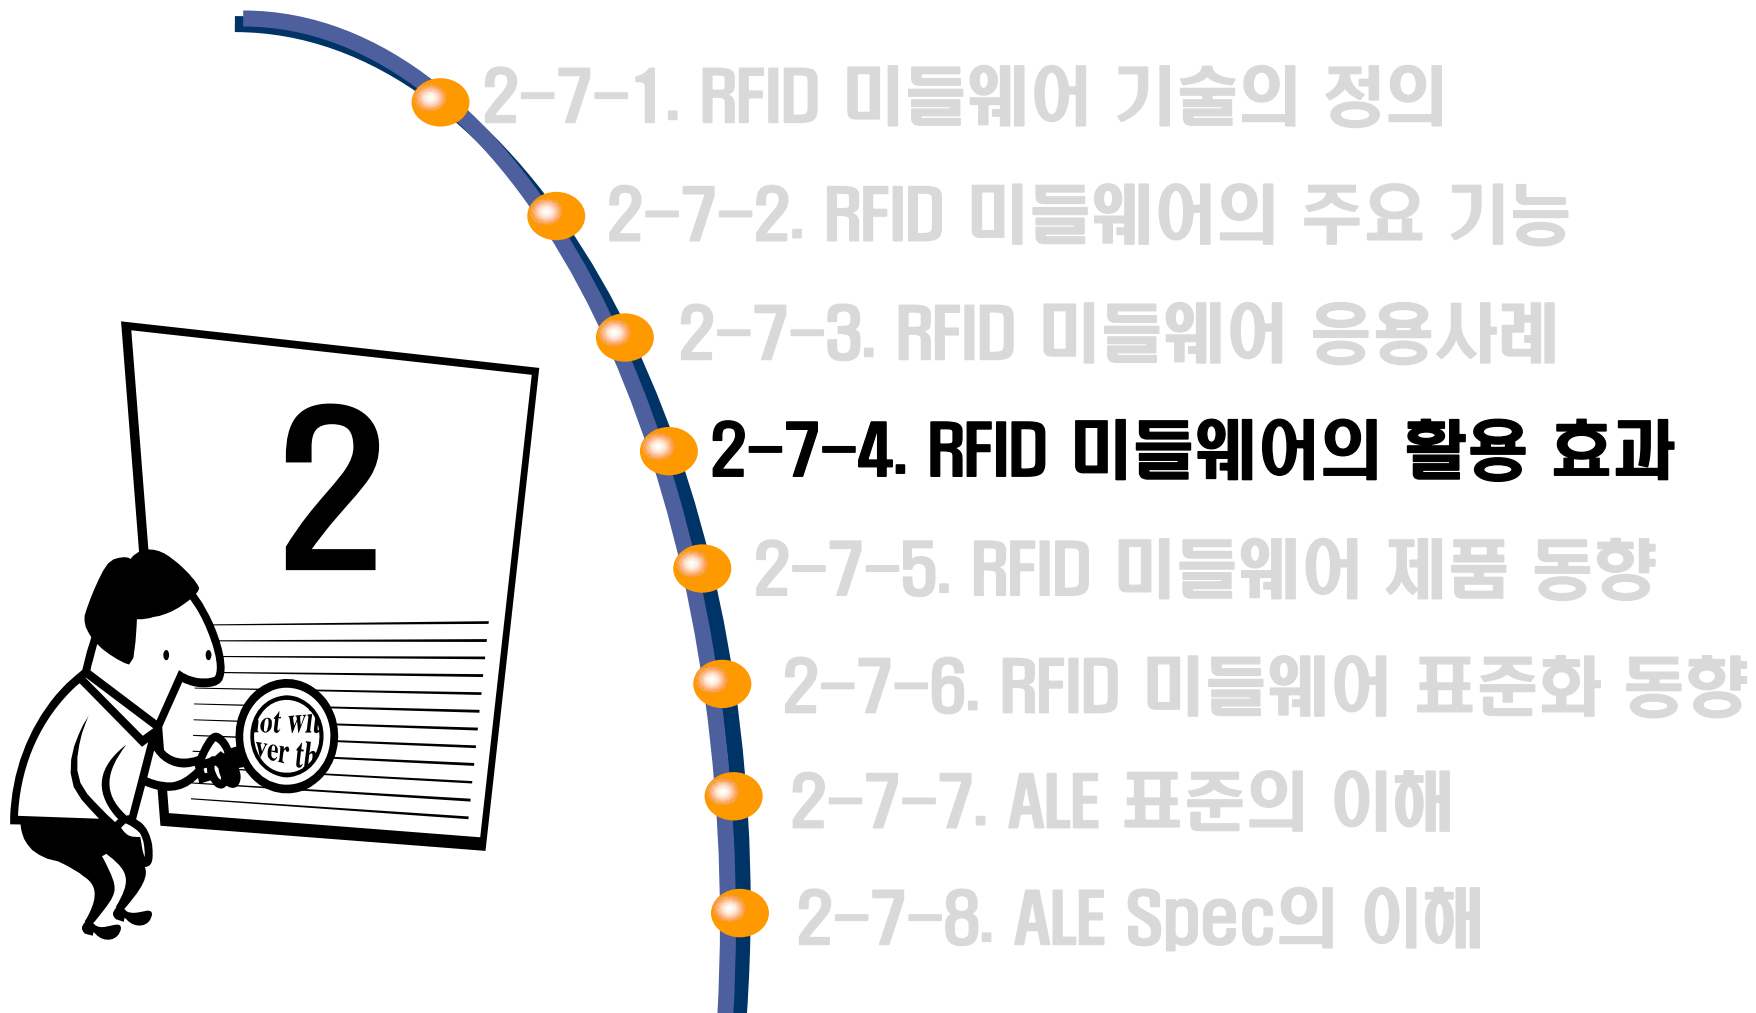 2-7-1. RFID 미들웨어 기술의 정의
2-7-2. RFID 미들웨어의 주요 기능
2-7-3. RFID 미들웨어 응용사례
2-7-4. RFID 미들웨어의 활용 효과
2-7-5. RFID 미들웨어 제품 동향
2-7-6. RFID 미들웨어 표준화 동향
2-7-7. ALE 표준의 이해
2-7-8. ALE Spec의 이해
2